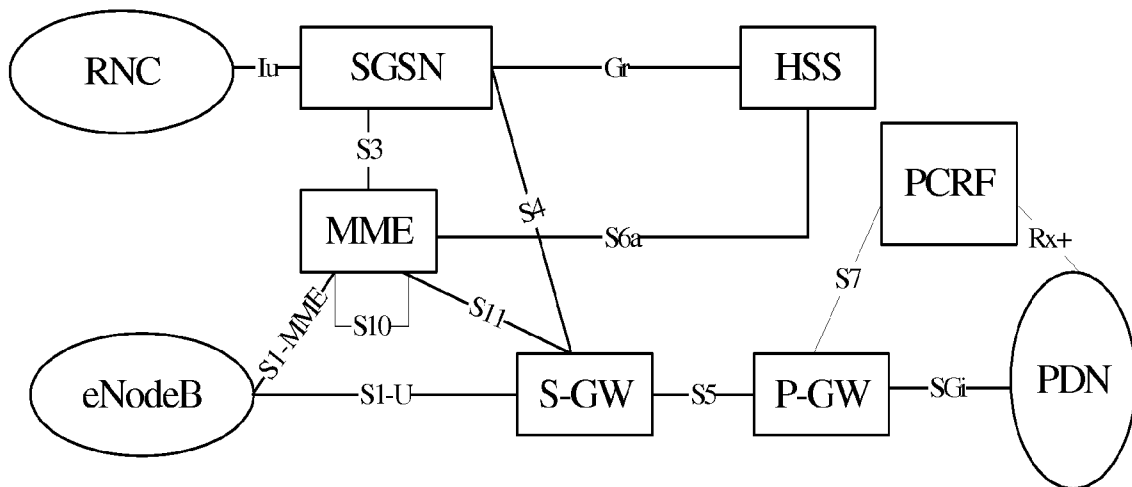 RNC
Iu
SGSN
Gr
HSS
S3
PCRF
S4
MME
S6a
Rx+
S7
S1-MME
S10
S11
eNodeB
S1-U
S-GW
S5
P-GW
SGi
PDN